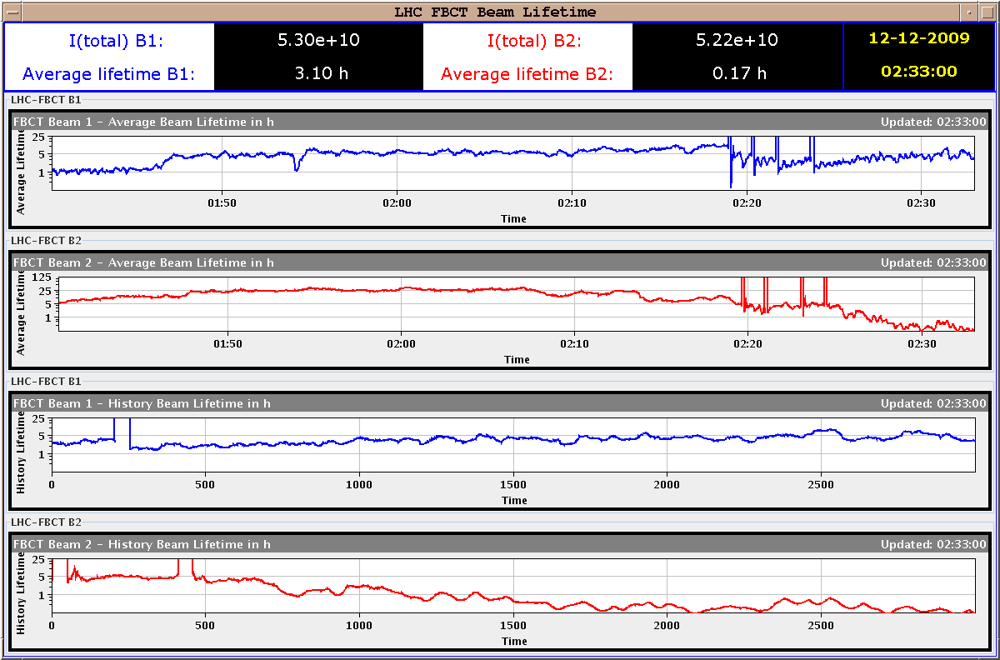 LHC FBCT Beam Lifetime
I(total) B1: 5.30e+10 I(total) B2: 5.22e+10 12-12-2009
Average lifetime B1: 3.10 h Average lifetime B2: 0.17 h 02:33:00
LHC-FBCT B1
FBCT Beam 1 - Average Beam Lifetime in h Updated: 02:33:00
Average Lifetime
25
5
1
01:50 02:00 02:10 02:20 02:30
Time
LHC-FBCT B2
FBCT Beam 2 - Average Beam Lifetime in h Updated: 02:33:00
Average Lifetime
125
25
5
1
01:50 02:00 02:10 02:20 02:30
Time
LHC-FBCT B1
FBCT Beam 1 - History Beam Lifetime in h Updated: 02:33:00
History Lifetime
25
5
1
0 500 1000 1500 2000 2500
Time
LHC-FBCT B2
FBCT Beam 2 - History Beam Lifetime in h Updated: 02:33:00
History Lifetime
25
5
1
0 500 1000 1500 2000 2500
Time